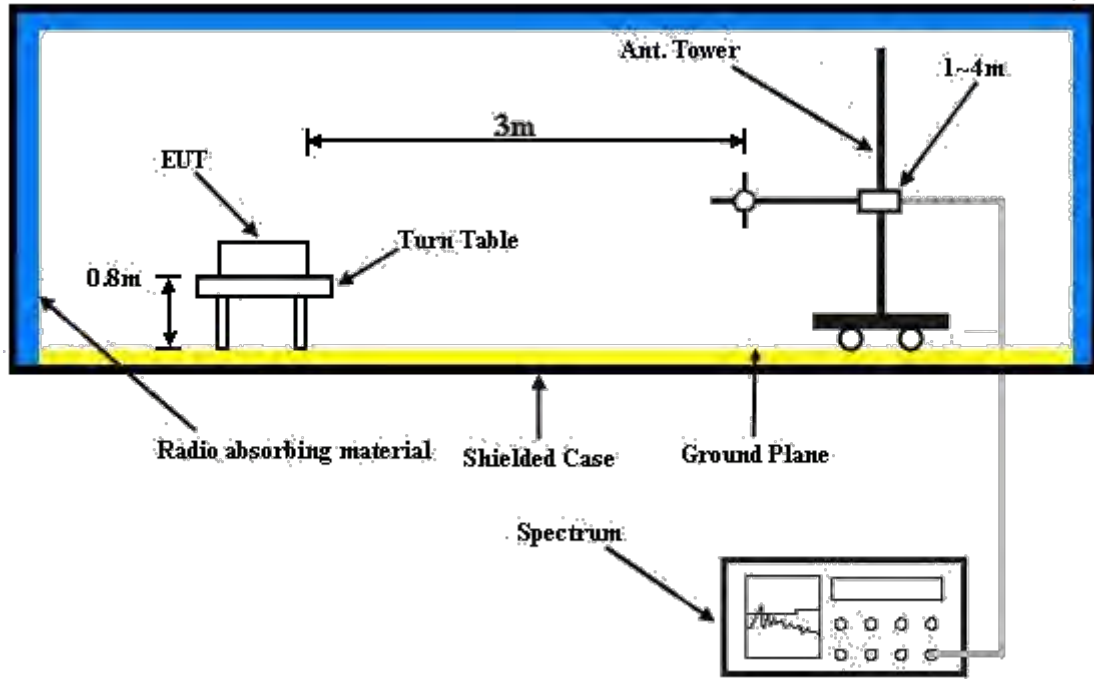 Ant. Tower
1~4m
3m
EUT
Turn Table
0.8m
Radio absorbing material
Shielded Case
Ground Plane
Spectrum